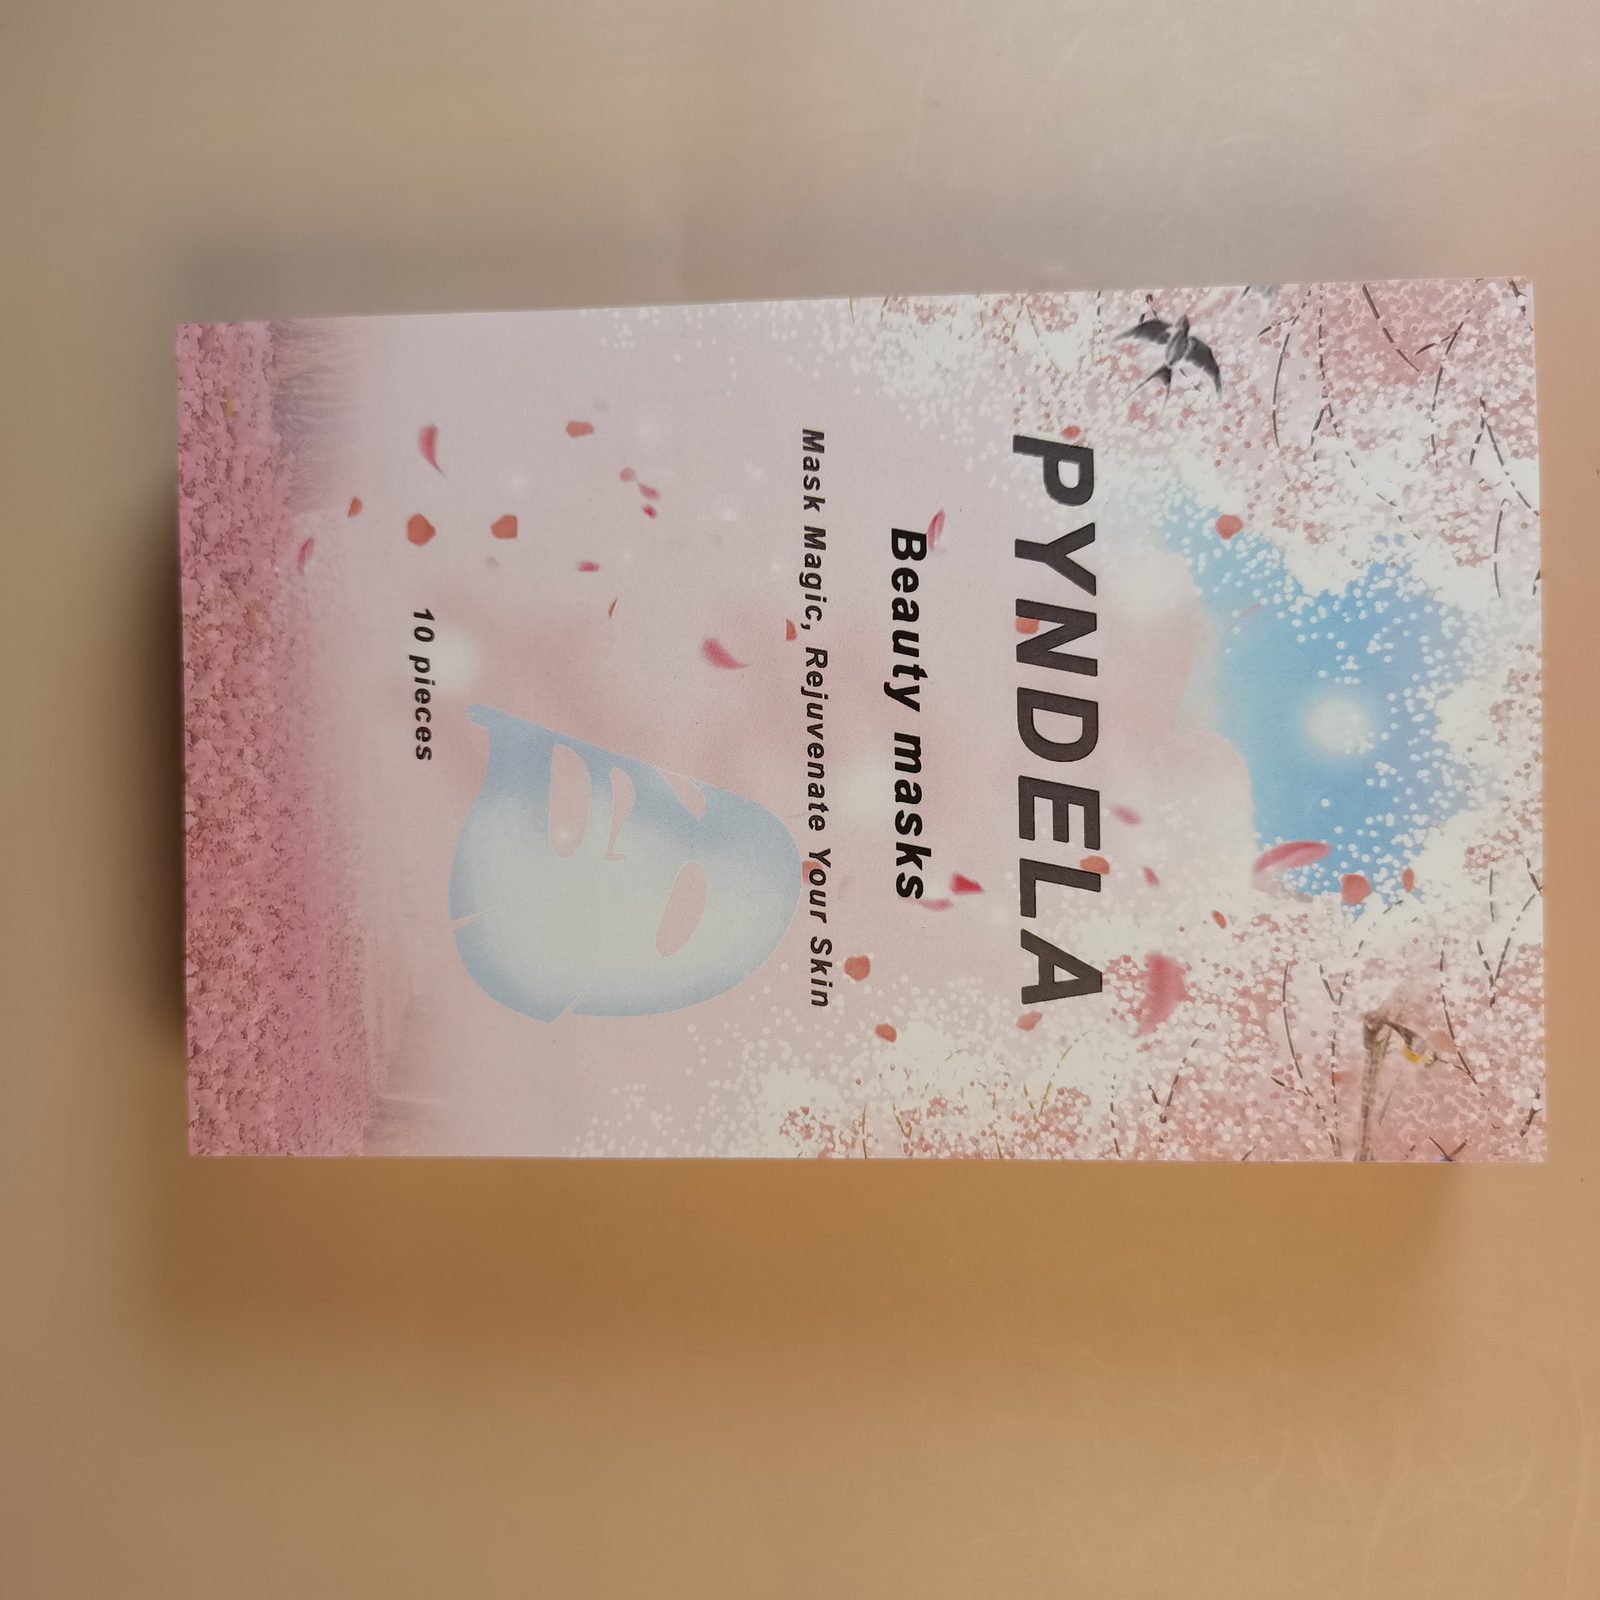 PYNDELA
Beauty masks
Mask Magic, Rejuvenate Your Skin
10 pieces